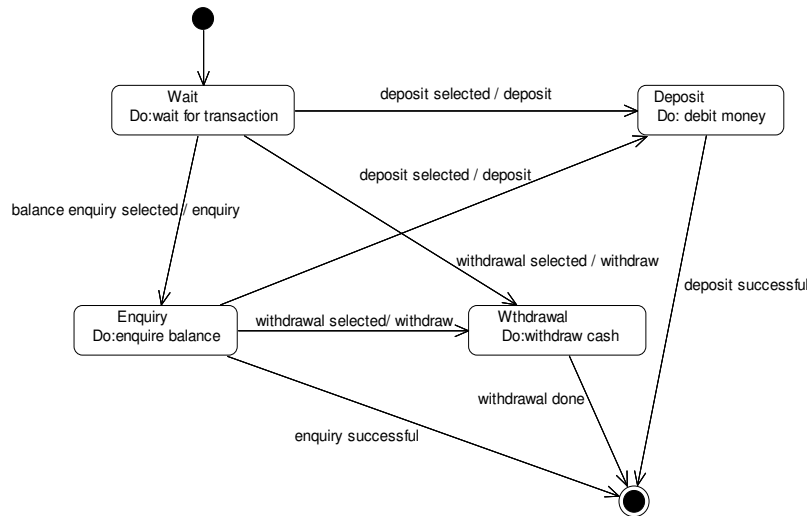 Wait
Do:wait for transaction
deposit selected / deposit
Deposit
Do: debit money
deposit selected / deposit
balance enquiry selected / enquiry
withdrawal selected / withdraw
deposit successful
Enquiry
Do:enquire balance
withdrawal selected/ withdraw
Wthdrawal
Do:withdraw cash
withdrawal done
enquiry successful